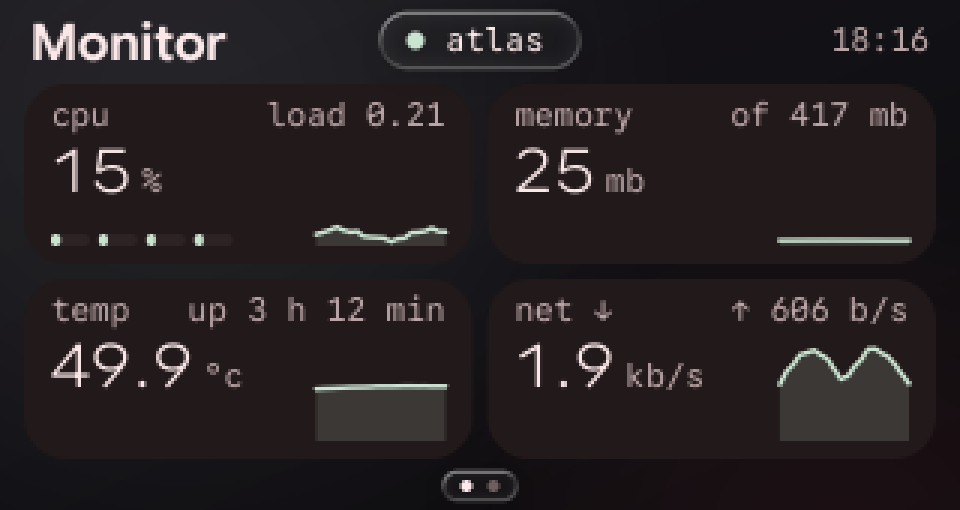 Monitor
atlas
18:16
cpu
load 0.21
15 %
memory
of 417 mb
25 mb
temp
up 3 h 12 min
49.9 °c
net ↓
↑ 606 b/s
1.9 kb/s